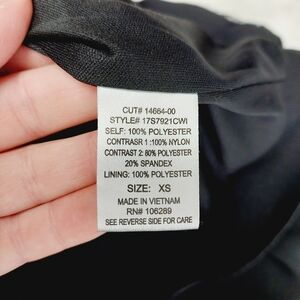 CUT# 14664-00
STYLE# 17S7921CWI
SELF: 100% POLYESTER
CONTRASR 1 :100% NYLON
CONTRAST 2: 80% POLYESTER
20% SPANDEX
LINING: 100% POLYESTER
SIZE: XS
MADE IN VIETNAM
RN# 106289
SEE REVERSE SIDE FOR CARE